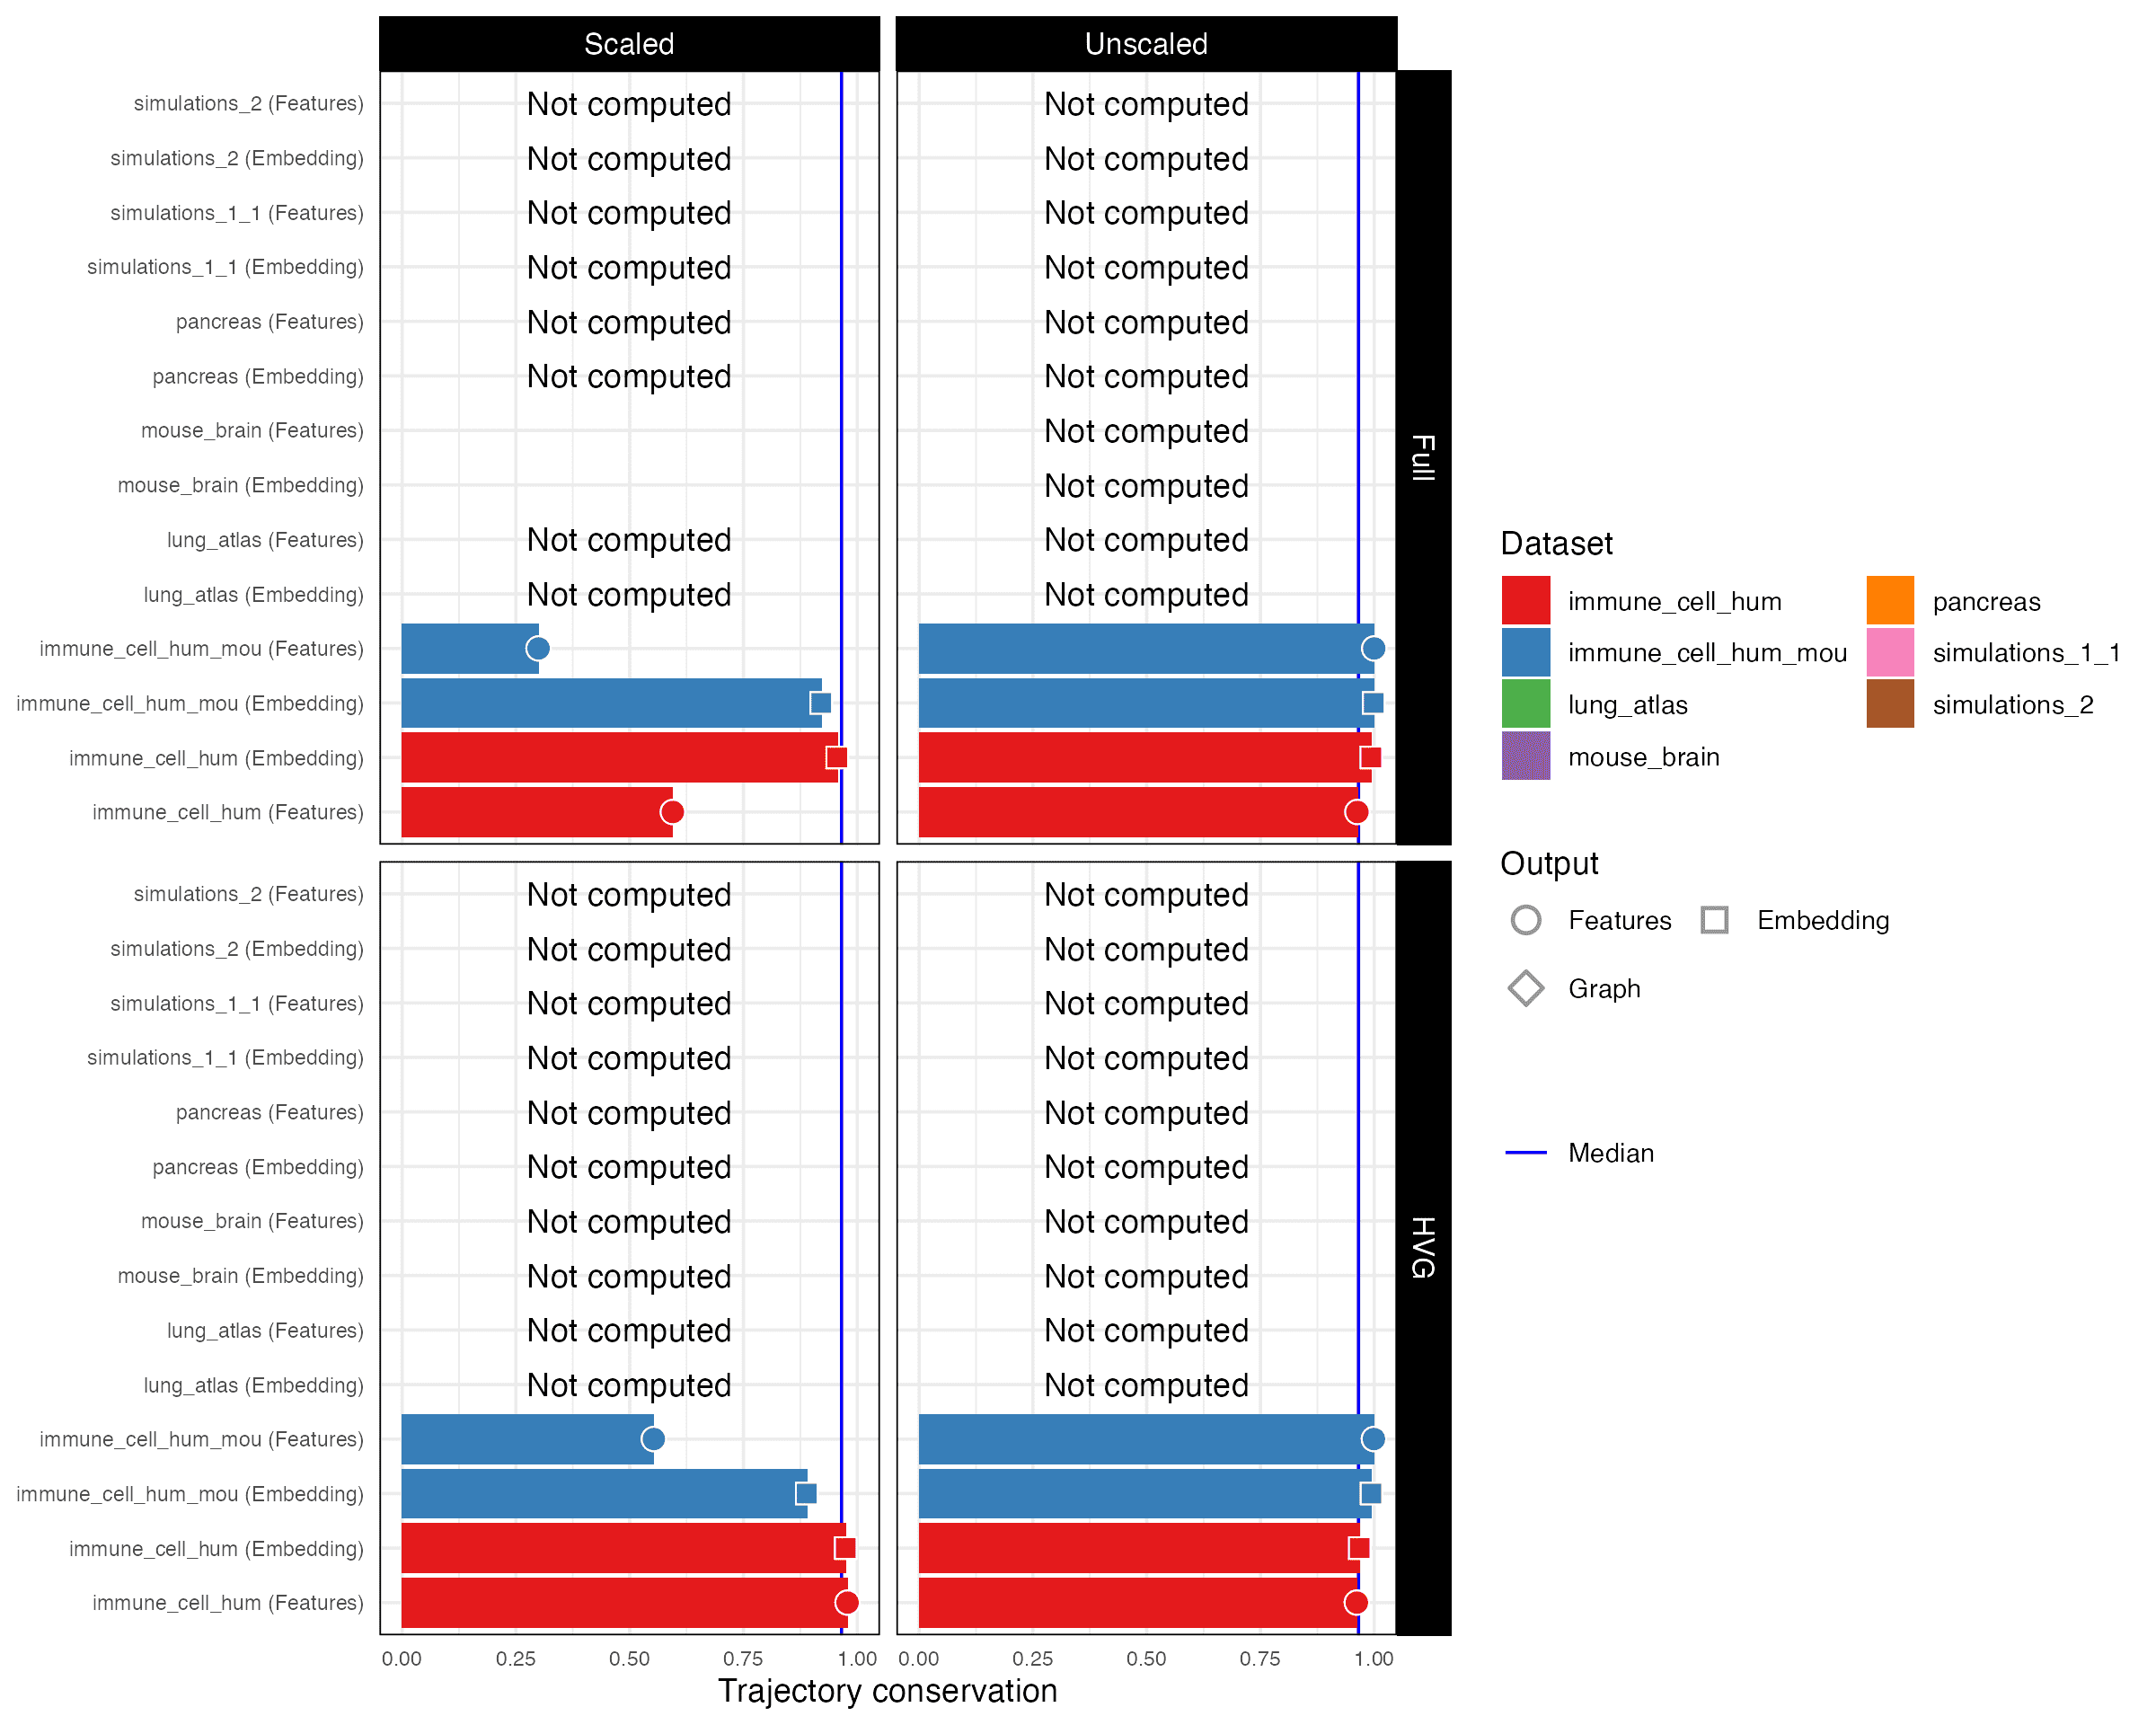 Scaled
Unscaled
simulations_2 (Features) Not computed Not computed
simulations_2 (Embedding) Not computed Not computed
simulations_1_1 (Features) Not computed Not computed
simulations_1_1 (Embedding) Not computed Not computed
pancreas (Features) Not computed Not computed
pancreas (Embedding) Not computed Not computed
mouse_brain (Features) Not computed
mouse_brain (Embedding) Not computed
lung_atlas (Features) Not computed Not computed
lung_atlas (Embedding) Not computed Not computed
immune_cell_hum_mou (Features)
immune_cell_hum_mou (Embedding)
immune_cell_hum (Embedding)
immune_cell_hum (Features)
Full
simulations_2 (Features) Not computed Not computed
simulations_2 (Embedding) Not computed Not computed
simulations_1_1 (Features) Not computed Not computed
simulations_1_1 (Embedding) Not computed Not computed
pancreas (Features) Not computed Not computed
pancreas (Embedding) Not computed Not computed
mouse_brain (Features) Not computed Not computed
mouse_brain (Embedding) Not computed Not computed
lung_atlas (Features) Not computed Not computed
lung_atlas (Embedding) Not computed Not computed
immune_cell_hum_mou (Features)
immune_cell_hum_mou (Embedding)
immune_cell_hum (Embedding)
immune_cell_hum (Features)
HVG
0.00 0.25 0.50 0.75 1.00 0.00 0.25 0.50 0.75 1.00
Trajectory conservation
Dataset
immune_cell_hum pancreas
immune_cell_hum_mou simulations_1_1
lung_atlas simulations_2
mouse_brain
Output
Features Embedding
Graph
Median